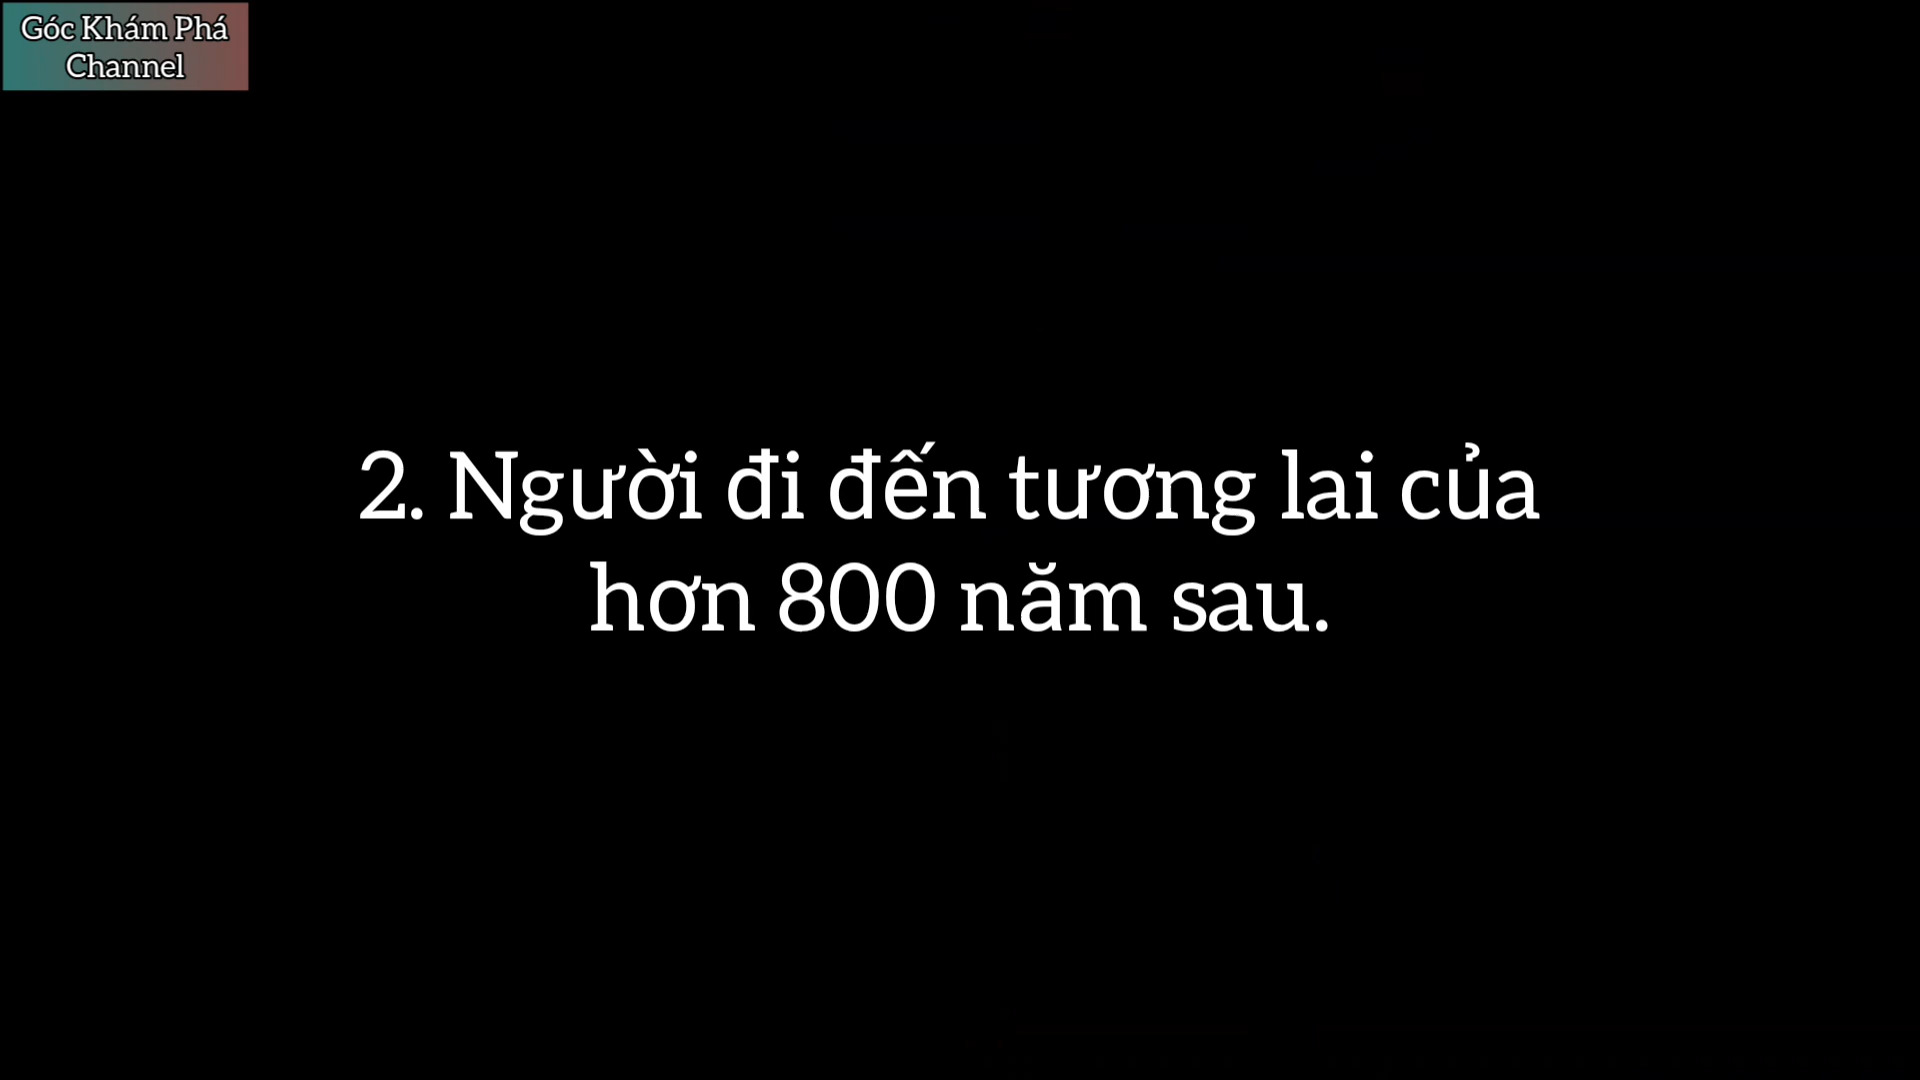 Góc Khám Phá
Channel
2. Người đi đến tương lai của
hơn 800 năm sau.